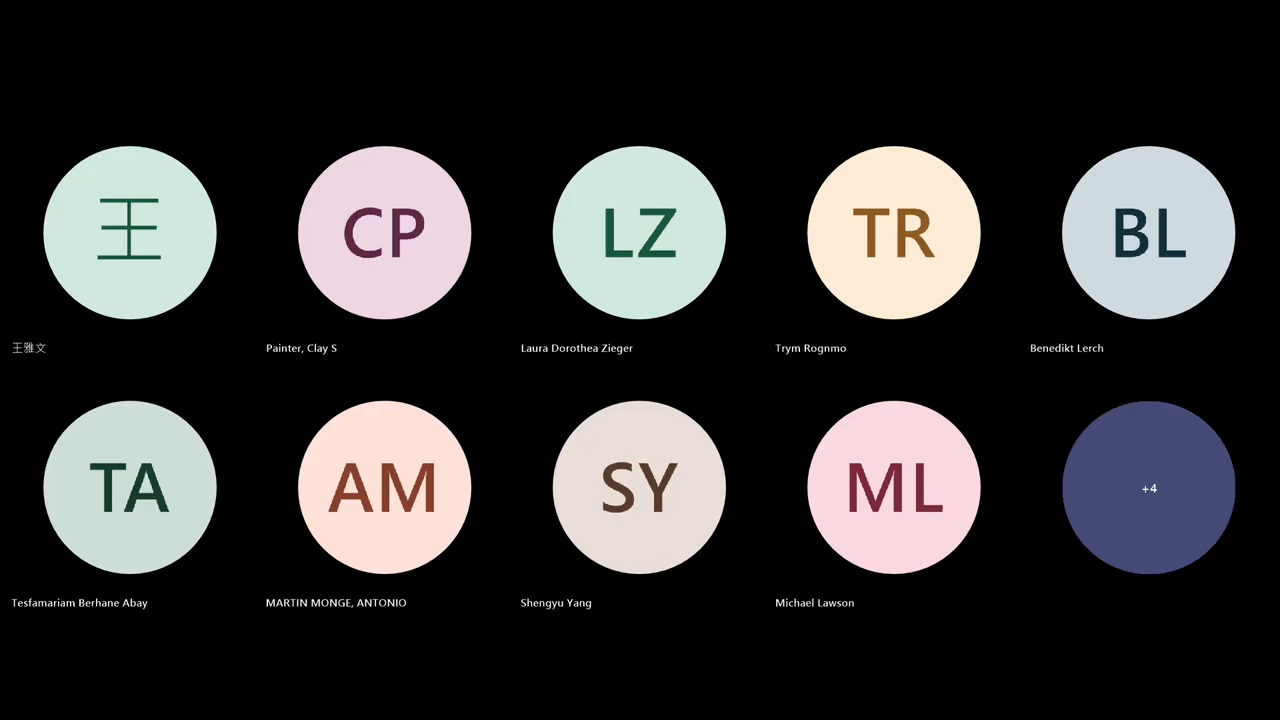 王
CP
LZ
TR
BL
王雅文
Painter, Clay S
Laura Dorothea Zieger
Trym Rognmo
Benedikt Lerch
TA
AM
SY
ML
+4
Tesfamariam Berhane Abay
MARTIN MONGE, ANTONIO
Shengyu Yang
Michael Lawson